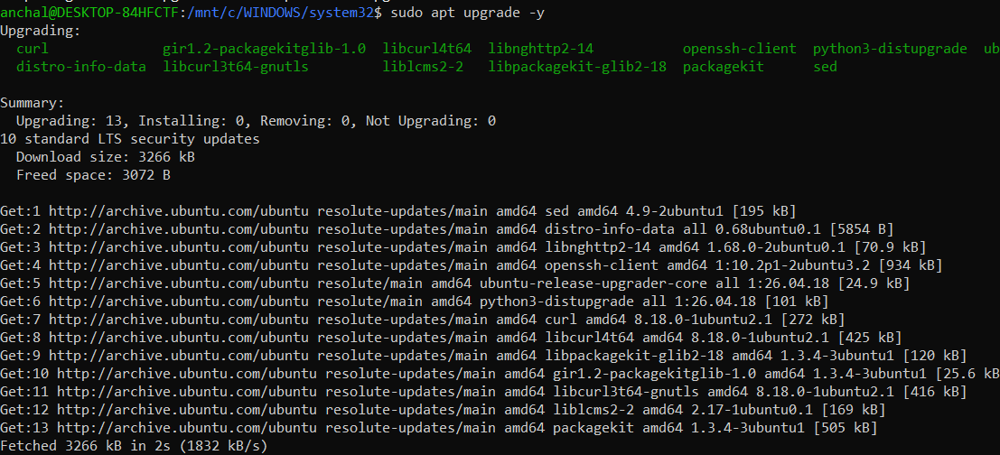 anchal@DESKTOP-84HFCTF:/mnt/c/WINDOWS/system32$ sudo apt upgrade -y
Upgrading:
  curl              gir1.2-packagekitglib-1.0  libcurl4t64  libnghttp2-14           openssh-client  python3-distupgrade  ub
  distro-info-data  libcurl3t64-gnutls         liblcms2-2   libpackagekit-glib2-18  packagekit      sed

Summary:
  Upgrading: 13, Installing: 0, Removing: 0, Not Upgrading: 0
10 standard LTS security updates
  Download size: 3266 kB
  Freed space: 3072 B

Get:1 http://archive.ubuntu.com/ubuntu resolute-updates/main amd64 sed amd64 4.9-2ubuntu1 [195 kB]
Get:2 http://archive.ubuntu.com/ubuntu resolute-updates/main amd64 distro-info-data all 0.68ubuntu0.1 [5854 B]
Get:3 http://archive.ubuntu.com/ubuntu resolute-updates/main amd64 libnghttp2-14 amd64 1.68.0-2ubuntu0.1 [70.9 kB]
Get:4 http://archive.ubuntu.com/ubuntu resolute-updates/main amd64 openssh-client amd64 1:10.2p1-2ubuntu3.2 [934 kB]
Get:5 http://archive.ubuntu.com/ubuntu resolute/main amd64 ubuntu-release-upgrader-core all 1:26.04.18 [24.9 kB]
Get:6 http://archive.ubuntu.com/ubuntu resolute/main amd64 python3-distupgrade all 1:26.04.18 [101 kB]
Get:7 http://archive.ubuntu.com/ubuntu resolute-updates/main amd64 curl amd64 8.18.0-1ubuntu2.1 [272 kB]
Get:8 http://archive.ubuntu.com/ubuntu resolute-updates/main amd64 libcurl4t64 amd64 8.18.0-1ubuntu2.1 [425 kB]
Get:9 http://archive.ubuntu.com/ubuntu resolute-updates/main amd64 libpackagekit-glib2-18 amd64 1.3.4-3ubuntu1 [120 kB]
Get:10 http://archive.ubuntu.com/ubuntu resolute-updates/main amd64 gir1.2-packagekitglib-1.0 amd64 1.3.4-3ubuntu1 [25.6 kB
Get:11 http://archive.ubuntu.com/ubuntu resolute-updates/main amd64 libcurl3t64-gnutls amd64 8.18.0-1ubuntu2.1 [416 kB]
Get:12 http://archive.ubuntu.com/ubuntu resolute-updates/main amd64 liblcms2-2 amd64 2.17-1ubuntu0.1 [169 kB]
Get:13 http://archive.ubuntu.com/ubuntu resolute-updates/main amd64 packagekit amd64 1.3.4-3ubuntu1 [505 kB]
Fetched 3266 kB in 2s (1832 kB/s)